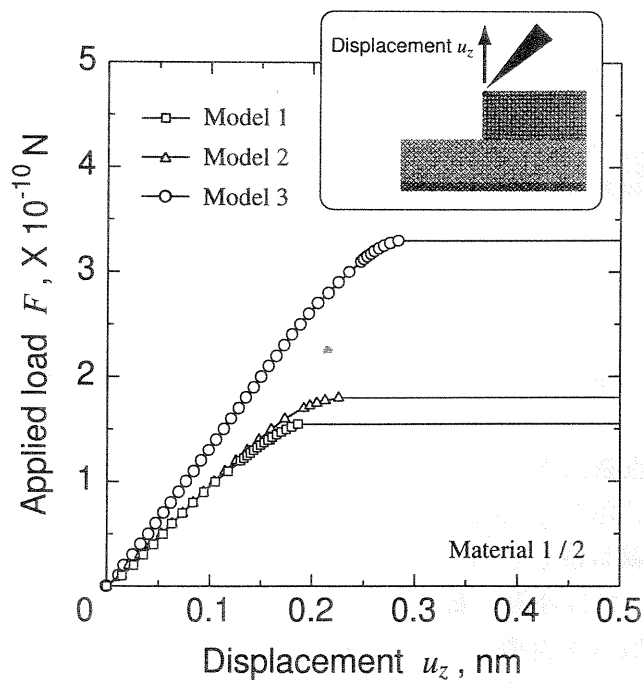 Applied load F , X 10⁻¹⁰ N
5
4
3
2
1
0
Displacement u_z
Model 1
Model 2
Model 3
Material 1 / 2
0 0.1 0.2 0.3 0.4 0.5
Displacement u_z , nm